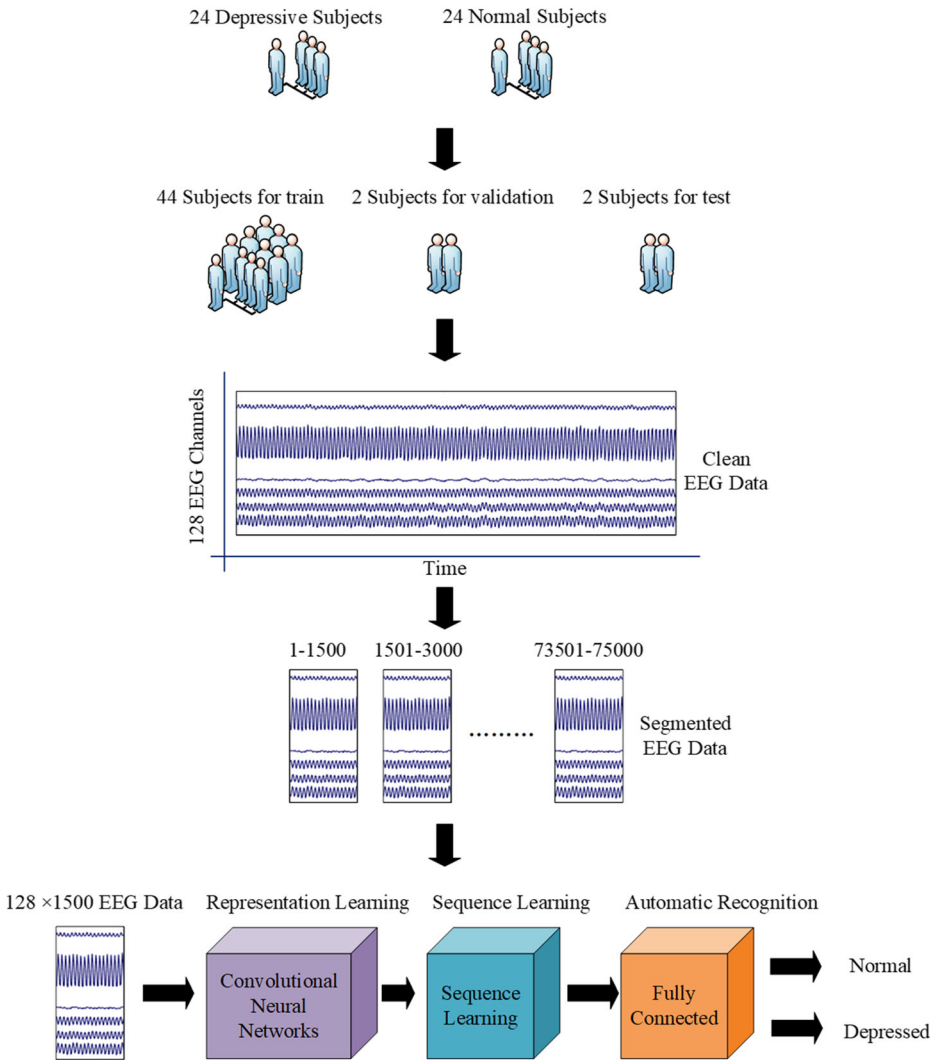 24 Depressive Subjects
24 Normal Subjects
44 Subjects for train
2 Subjects for validation
2 Subjects for test
128 EEG Channels
Clean
EEG Data
Time
1-1500
1501-3000
73501-75000
.........
Segmented
EEG Data
128 ×1500 EEG Data
Representation Learning
Sequence Learning
Automatic Recognition
Convolutional
Neural
Networks
Sequence
Learning
Fully
Connected
Normal
Depressed